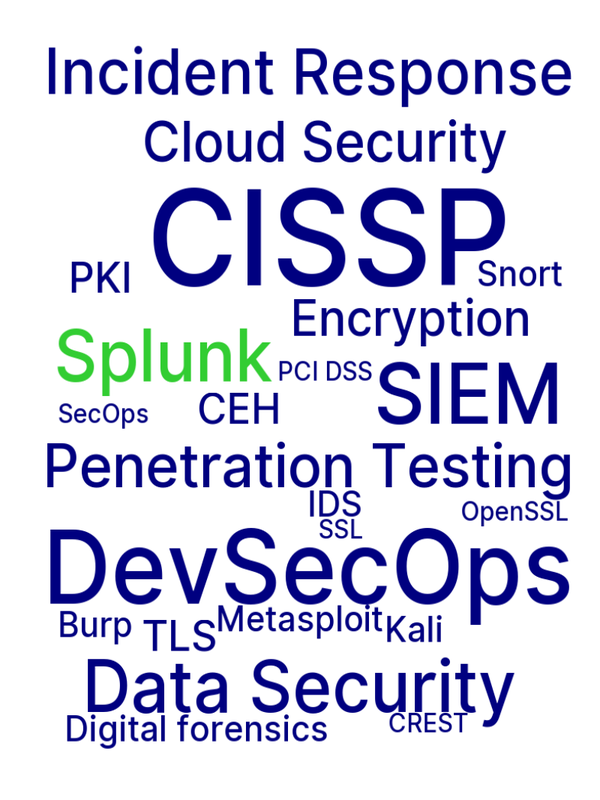 Incident Response
Cloud Security
CISSP
PKI
Snort
Encryption
Splunk
PCI DSS
SIEM
SecOps
CEH
Penetration Testing
IDS
OpenSSL
SSL
DevSecOps
Burp
TLS
Metasploit
Kali
Data Security
Digital forensics
CREST